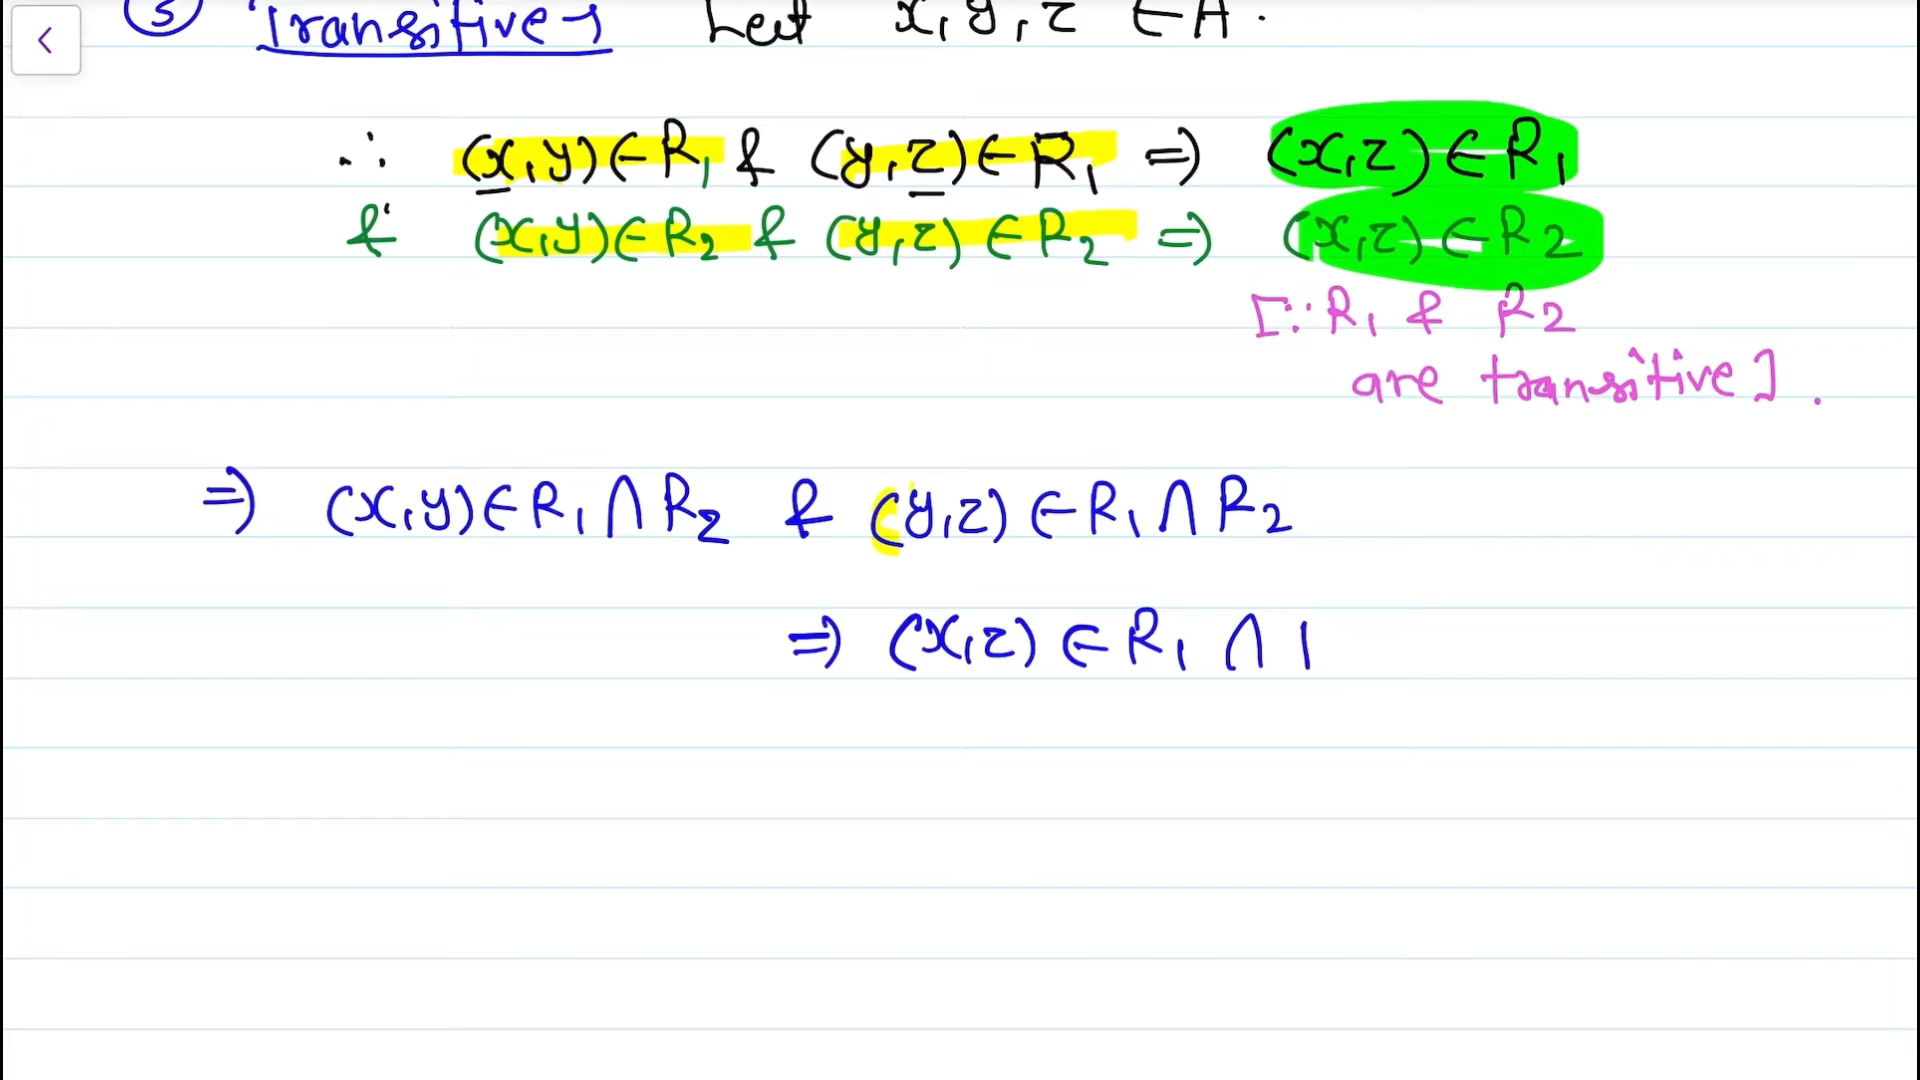 ③ Transitive → Let x, y, z ∈ A.
∴ (x,y) ∈ R₁ & (y,z) ∈ R₁ ⇒ (x,z) ∈ R₁
& (x,y) ∈ R₂ & (y,z) ∈ R₂ ⇒ (x,z) ∈ R₂
[∵ R₁ & R₂
are transitive].
⇒ (x,y) ∈ R₁ ∩ R₂ & (y,z) ∈ R₁ ∩ R₂
⇒ (x,z) ∈ R₁ ∩ |